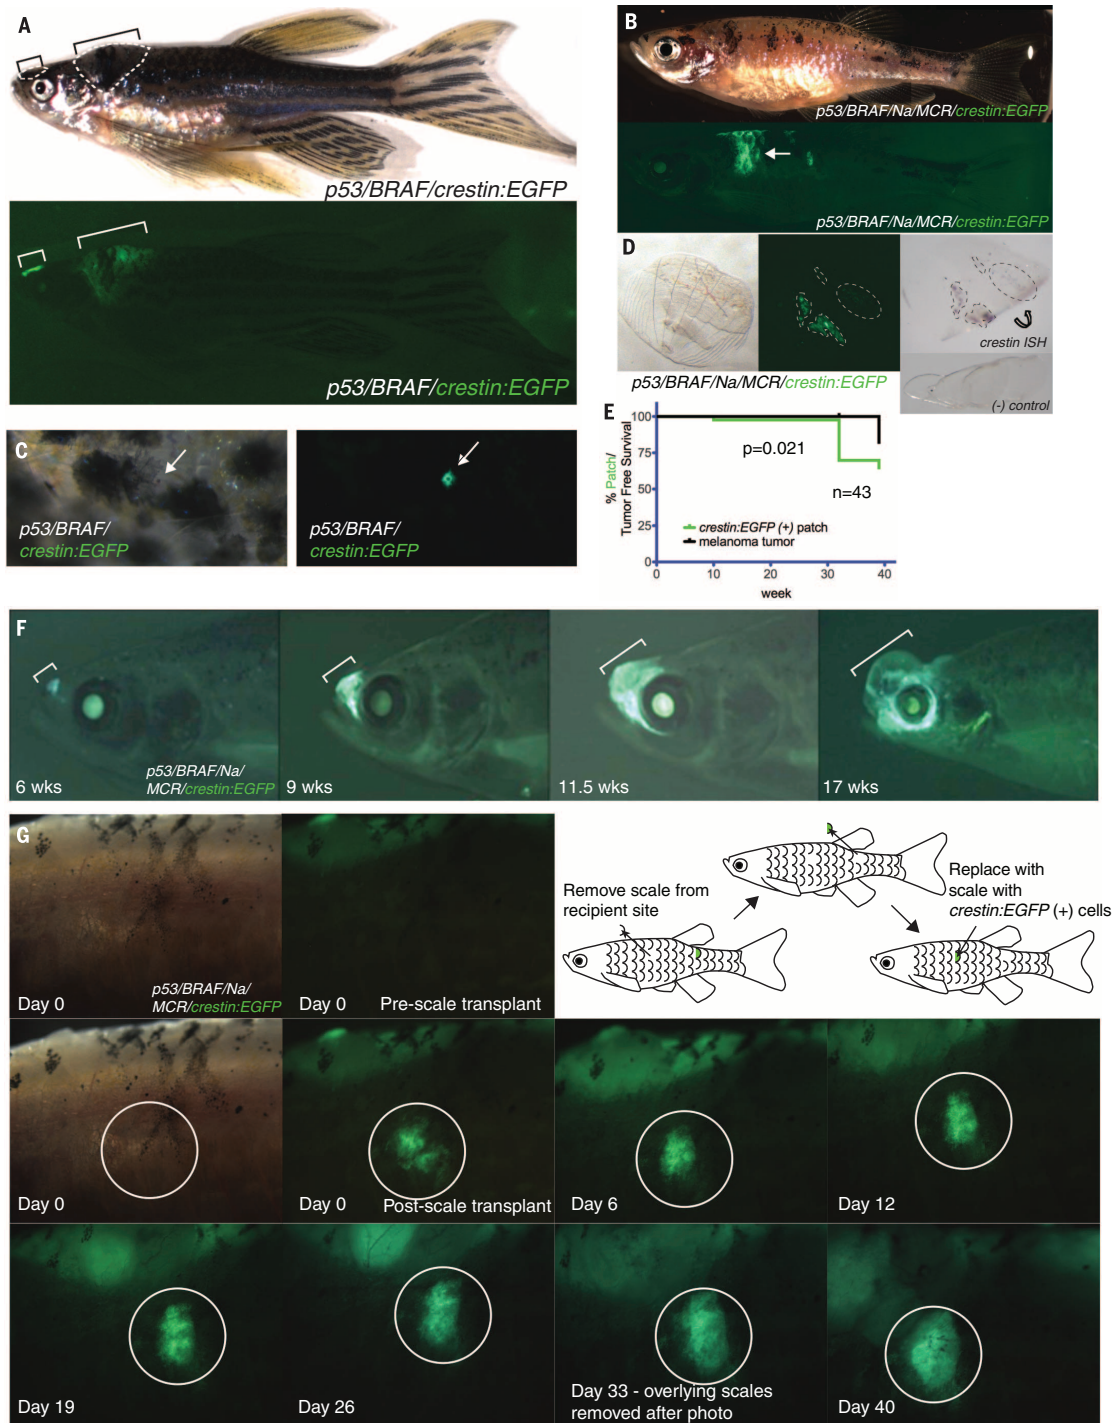 A
p53/BRAF/crestin:EGFP
p53/BRAF/crestin:EGFP
B
p53/BRAF/Na/MCR/crestin:EGFP
p53/BRAF/Na/MCR/crestin:EGFP
C
p53/BRAF/
crestin:EGFP
p53/BRAF/
crestin:EGFP
D
crestin ISH
p53/BRAF/Na/MCR/crestin:EGFP
(-) control
E
% Patch/
Tumor Free Survival
100
75
50
25
0
p=0.021
n=43
crestin:EGFP (+) patch
melanoma tumor
0
10
20
30
40
week
F
p53/BRAF/Na/
MCR/crestin:EGFP
6 wks
9 wks
11.5 wks
17 wks
G
p53/BRAF/Na/
MCR/crestin:EGFP
Day 0
Day 0
Pre-scale transplant
Remove scale from
recipient site
Replace with
scale with
crestin:EGFP (+) cells
Day 0
Day 0
Post-scale transplant
Day 6
Day 12
Day 19
Day 26
Day 33 - overlying scales
removed after photo
Day 40